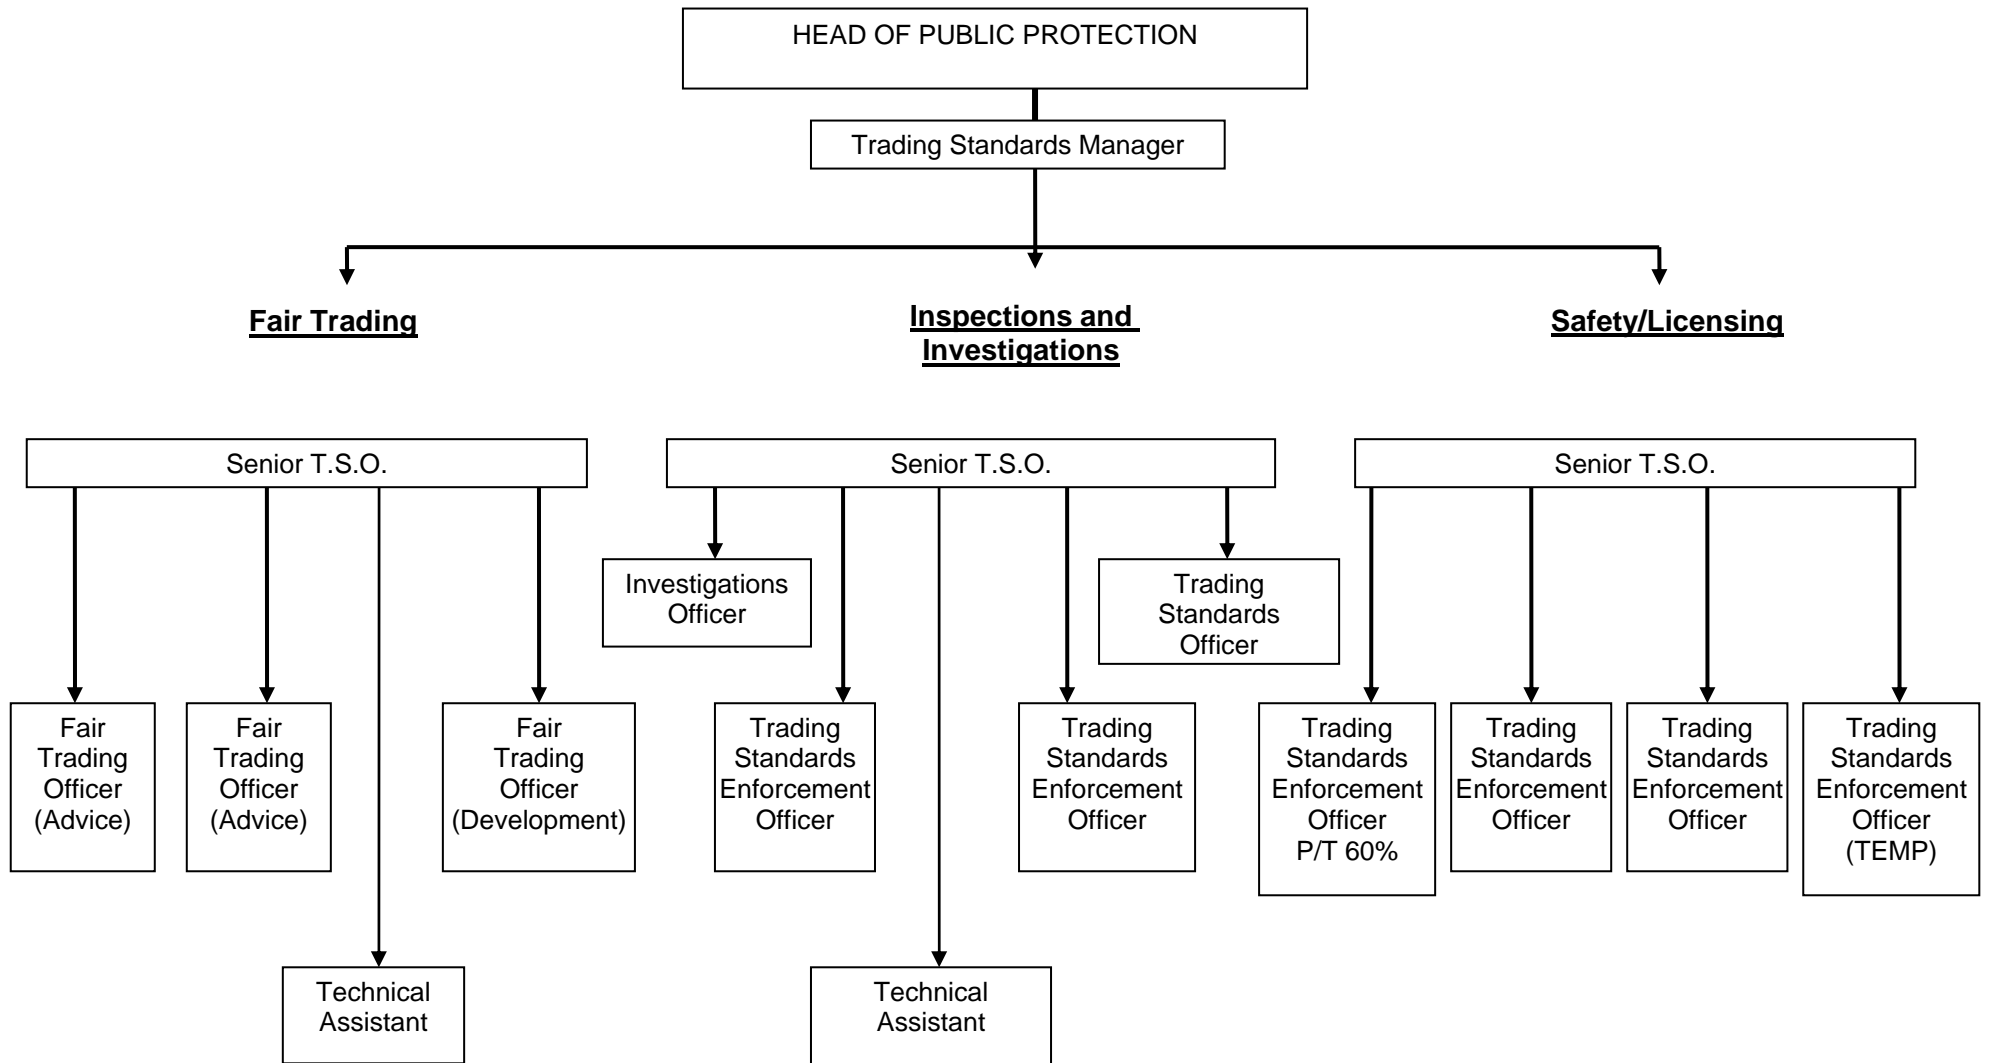 HEAD OF PUBLIC PROTECTION
Trading Standards Manager
Fair Trading
Inspections and
Investigations
Safety/Licensing
Senior T.S.O.
Senior T.S.O.
Senior T.S.O.
Investigations
Officer
Trading
Standards
Officer
Fair
Trading
Officer
(Advice)
Fair
Trading
Officer
(Advice)
Fair
Trading
Officer
(Development)
Trading
Standards
Enforcement
Officer
Trading
Standards
Enforcement
Officer
Trading
Standards
Enforcement
Officer
P/T 60%
Trading
Standards
Enforcement
Officer
Trading
Standards
Enforcement
Officer
Trading
Standards
Enforcement
Officer
(TEMP)
Technical
Assistant
Technical
Assistant